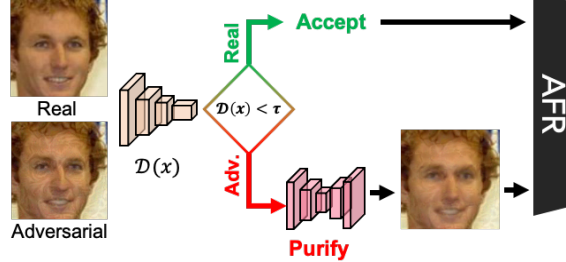 Real
Adversarial
𝒟(x)
Real
𝒟(x) < τ
Adv.
Accept
Purify
AFR